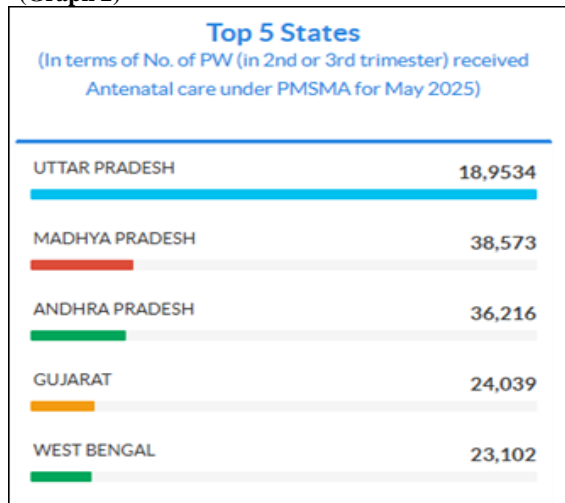 Top 5 States
(In terms of No. of PW (in 2nd or 3rd trimester) received
Antenatal care under PMSMA for May 2025)
UTTAR PRADESH 18,9534
MADHYA PRADESH 38,573
ANDHRA PRADESH 36,216
GUJARAT 24,039
WEST BENGAL 23,102